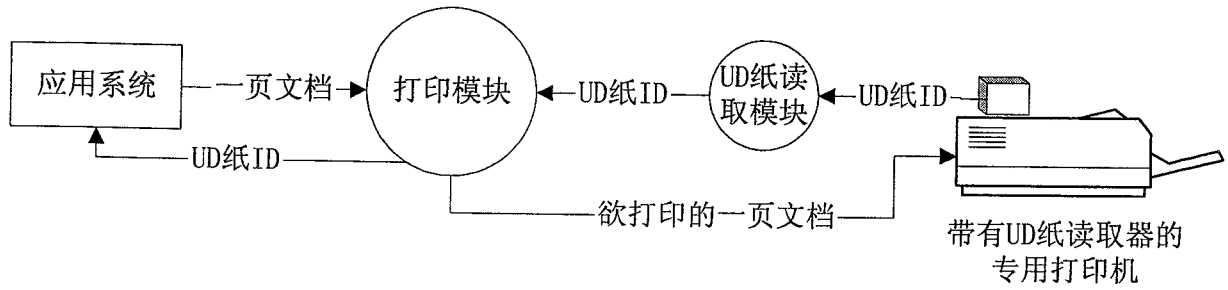 应用系统
一页文档
打印模块
UD纸ID
UD纸读
取模块
UD纸ID
UD纸ID
欲打印的一页文档
带有UD纸读取器的
专用打印机